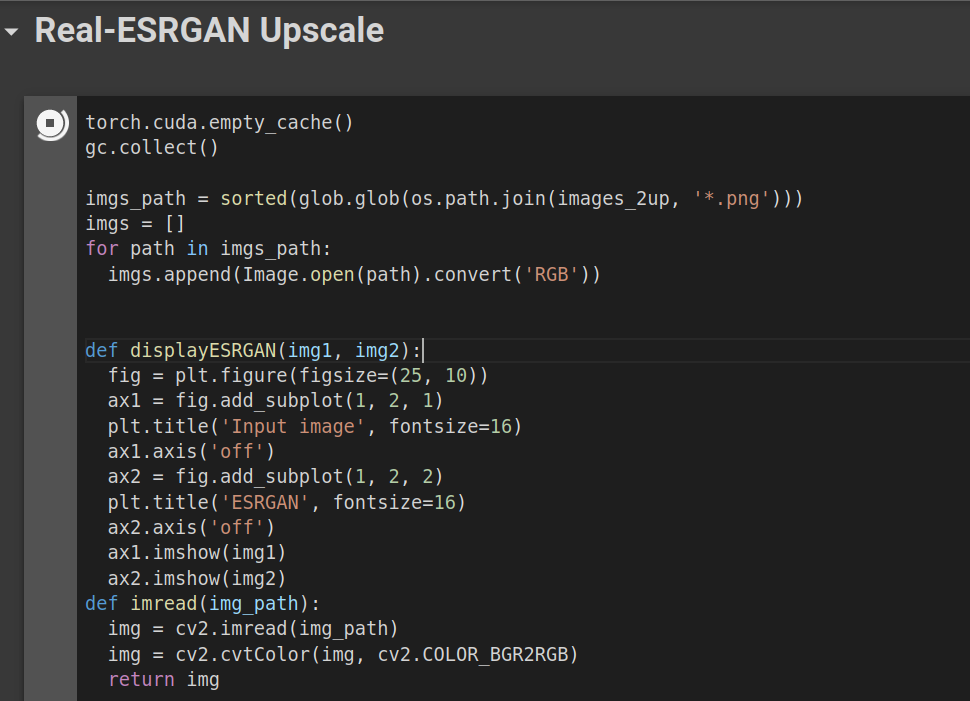 Real-ESRGAN Upscale
torch.cuda.empty_cache()
gc.collect()
imgs_path = sorted(glob.glob(os.path.join(images_2up, '*.png')))
imgs = []
for path in imgs_path:
  imgs.append(Image.open(path).convert('RGB'))
def displayESRGAN(img1, img2):
  fig = plt.figure(figsize=(25, 10))
  ax1 = fig.add_subplot(1, 2, 1)
  plt.title('Input image', fontsize=16)
  ax1.axis('off')
  ax2 = fig.add_subplot(1, 2, 2)
  plt.title('ESRGAN', fontsize=16)
  ax2.axis('off')
  ax1.imshow(img1)
  ax2.imshow(img2)
def imread(img_path):
  img = cv2.imread(img_path)
  img = cv2.cvtColor(img, cv2.COLOR_BGR2RGB)
  return img